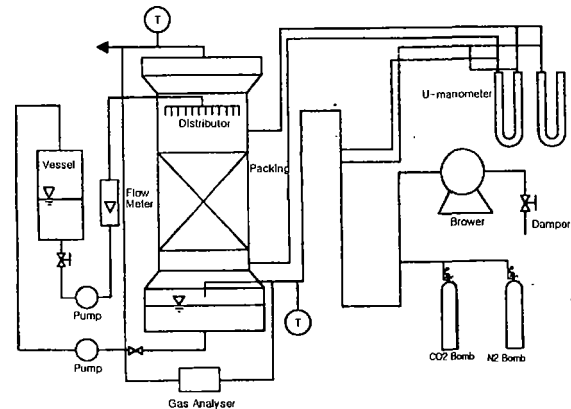 T
U-manometer
Distributor
Vessel
Packing
Flow
Meter
Brower
Damper
Pump
T
Pump
CO2 Bomb
N2 Bomb
Gas Analyser